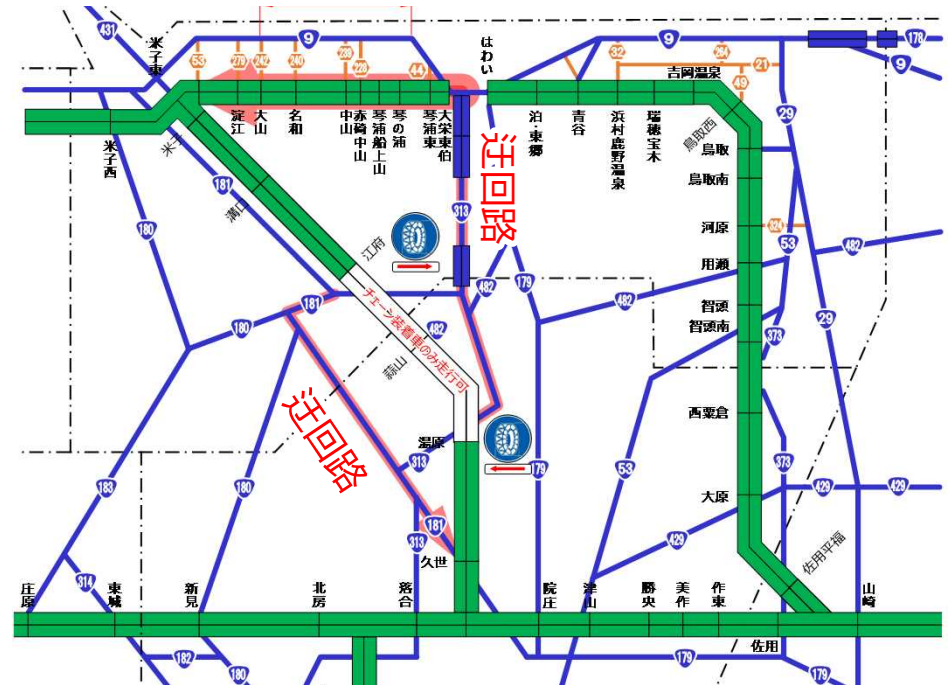 431
米子東
9
はわい
9
178
53
279
242
240
239
228
44
32
264
21
吉岡温泉
49
9
29
淀江
大山
名和
中山
赤碕中山
琴浦船上山
琴の浦
琴浦東
大栄東伯
泊・東郷
青谷
浜村鹿野温泉
瑞穂宝木
鳥取西
鳥取
鳥取南
米子
米子西
181
溝口
180
江府
313
迂回路
河原
324
53
482
用瀬
482
179
482
智頭
智頭南
373
29
181
180
チェーン装着車のみ走行可
482
蒜山
迂回路
西粟倉
湯原
313
179
53
373
大原
429
429
183
180
181
313
久世
429
佐用平福
314
庄原
東城
新見
北房
落合
院庄
津山
勝央
美作
作東
山崎
佐用
182
180
179
179